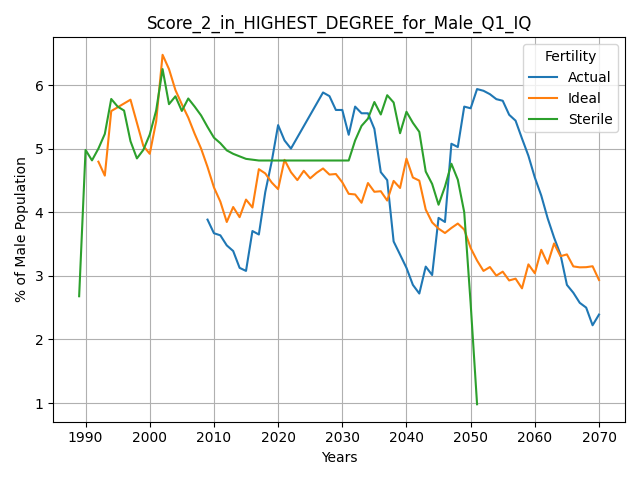 Score_2_in_HIGHEST_DEGREE_for_Male_Q1_IQ
Fertility
Actual
Ideal
Sterile
% of Male Population
6
5
4
3
2
1
1990 2000 2010 2020 2030 2040 2050 2060 2070
Years